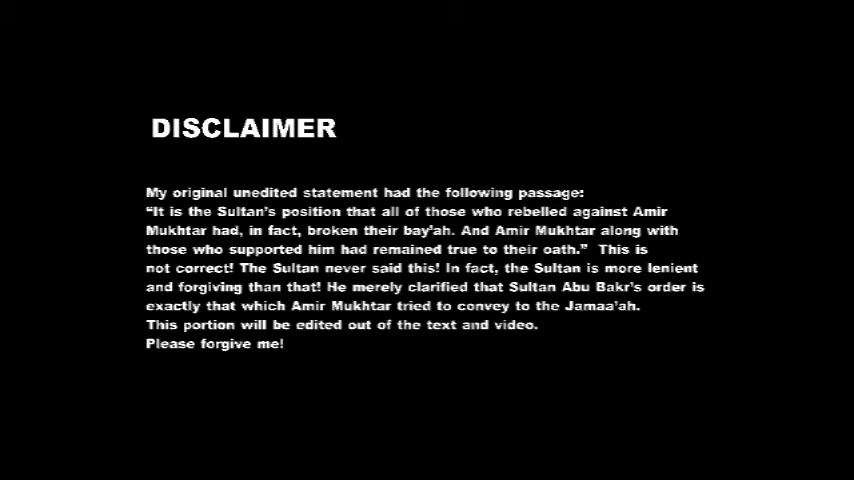 DISCLAIMER
My original unedited statement had the following passage:
“It is the Sultan’s position that all of those who rebelled against Amir
Mukhtar had, in fact, broken their bay’ah. And Amir Mukhtar along with
those who supported him had remained true to their oath.”  This is
not correct! The Sultan never said this! In fact, the Sultan is more lenient
and forgiving than that! He merely clarified that Sultan Abu Bakr’s order is
exactly that which Amir Mukhtar tried to convey to the Jamaa’ah.
This portion will be edited out of the text and video.
Please forgive me!